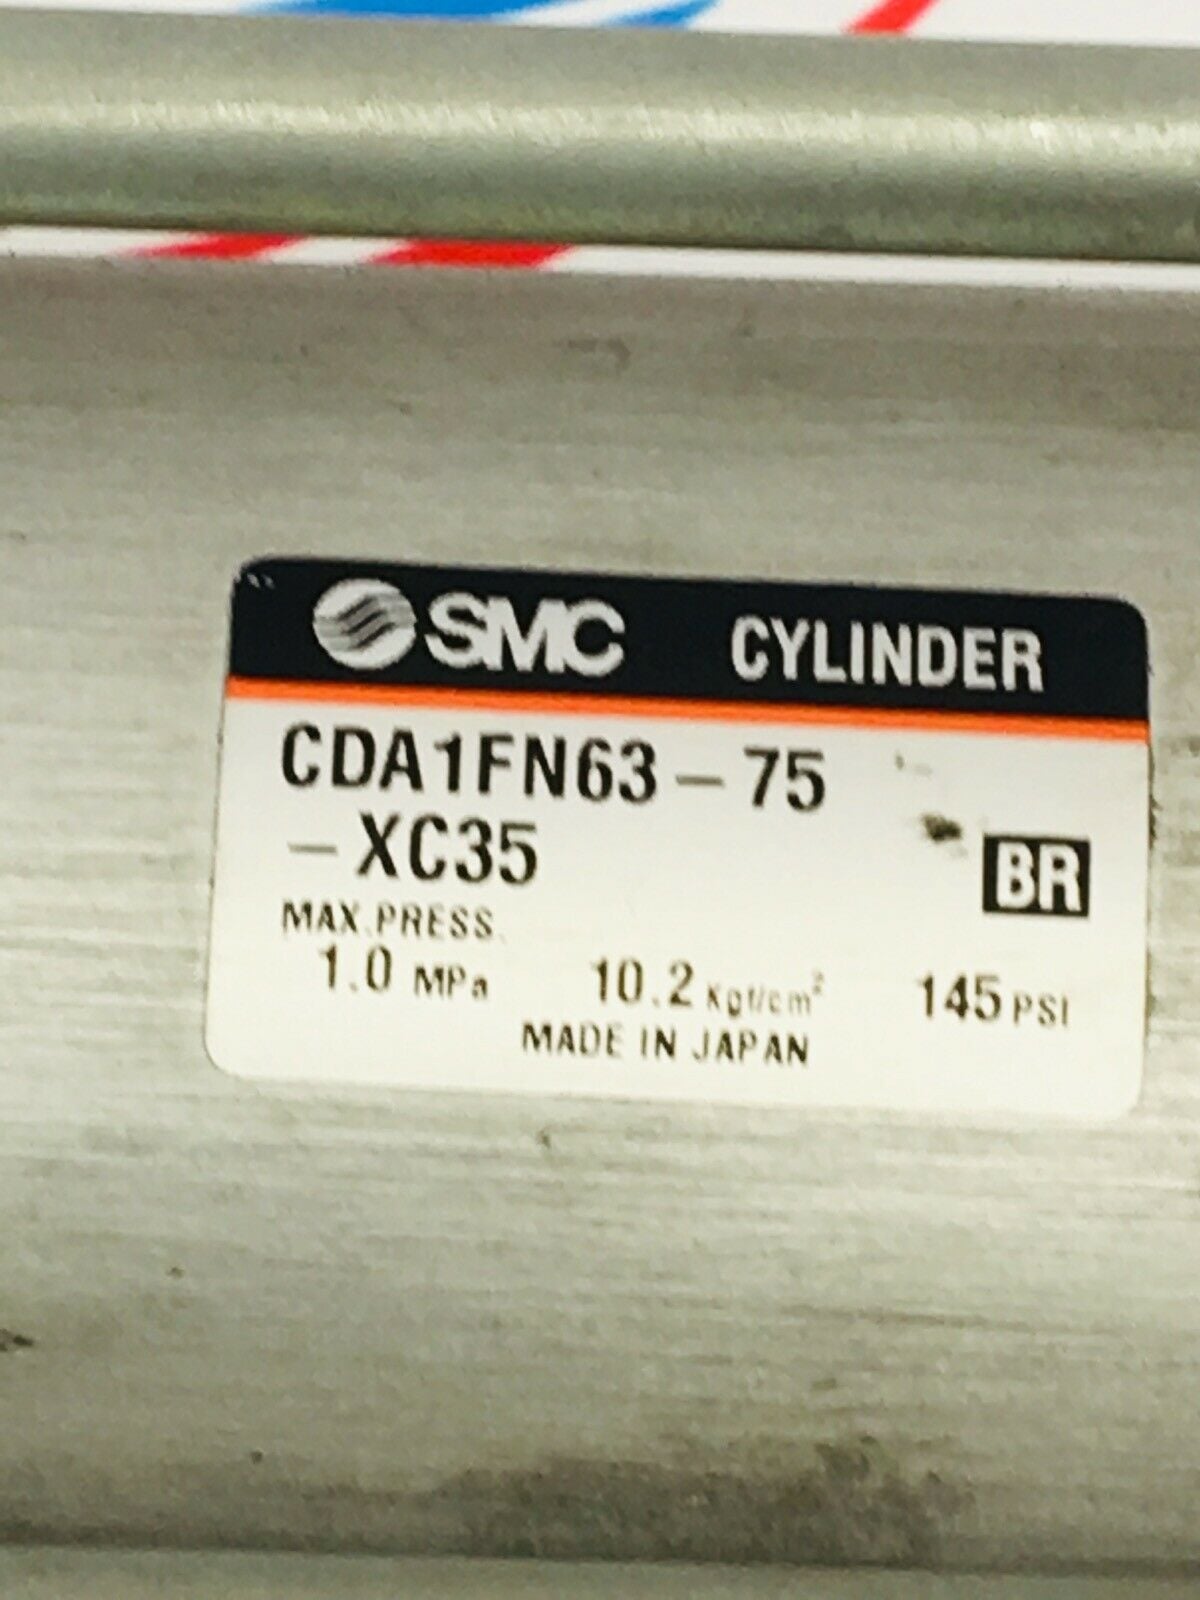 SMC CYLINDER
CDA1FN63-75
-XC35
BR
MAX.PRESS.
1.0 MPa 10.2 Kgf/cm² 145 PSI
MADE IN JAPAN